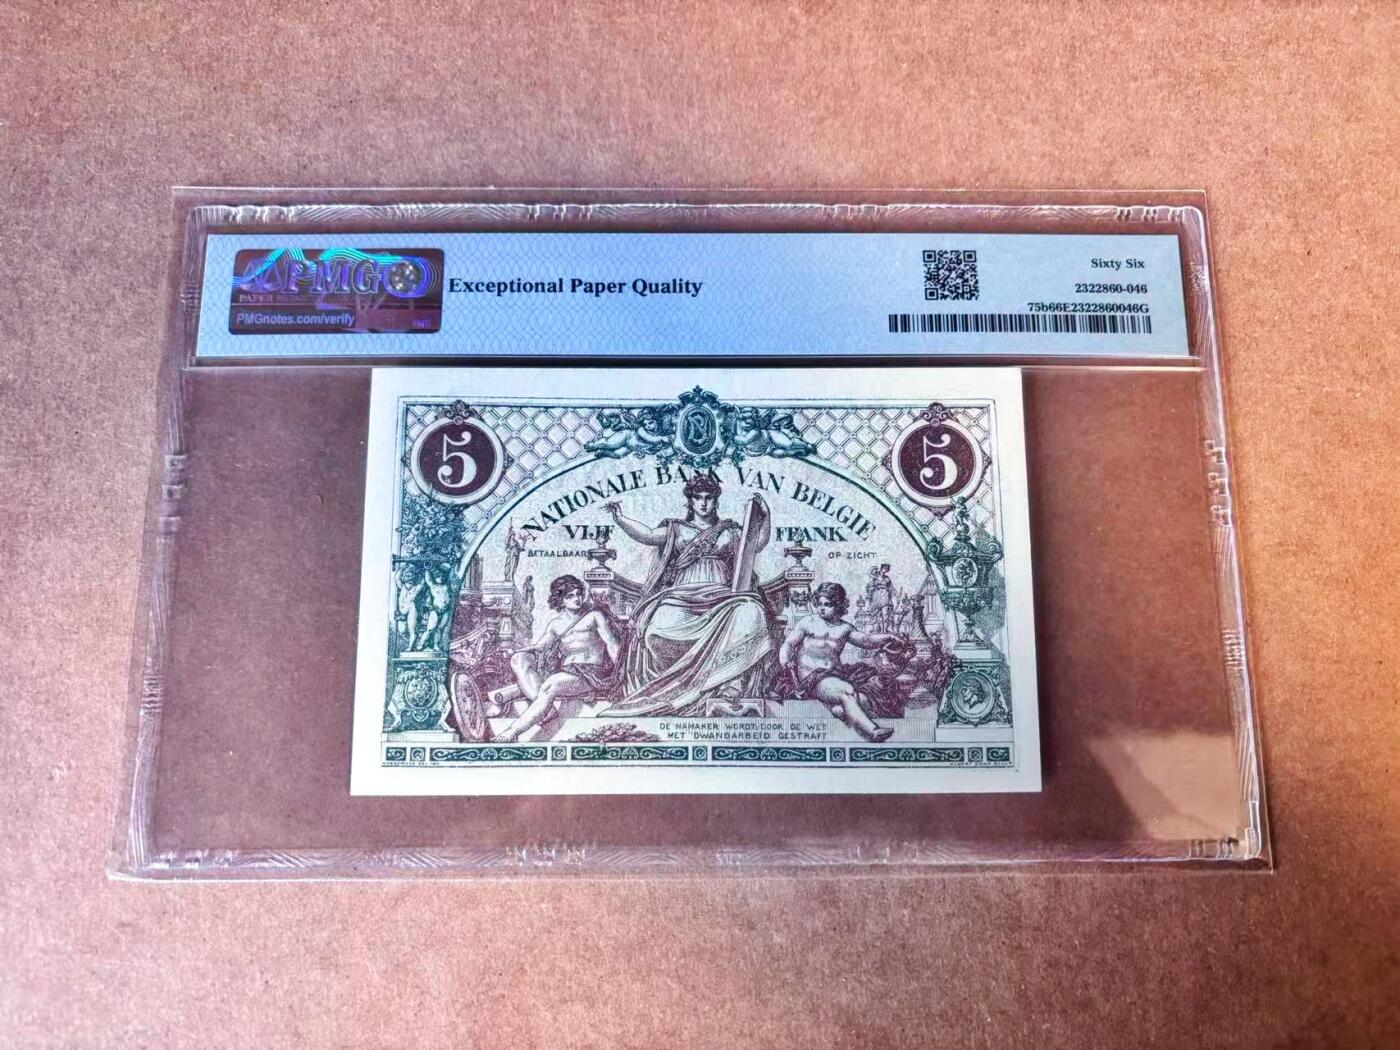 PMG
PAPER MONEY
PMGnotes.com/verify
Exceptional Paper Quality
Sixty Six
2322860-046
75b66E2322860046G
5
5
BN
NATIONALE BANK VAN BELGIE
VIJF FRANK
BETAALBAAR OP ZICHT
DE NAMAKER WORDT DOOR DE WET
MET DWANGARBEID GESTRAFT